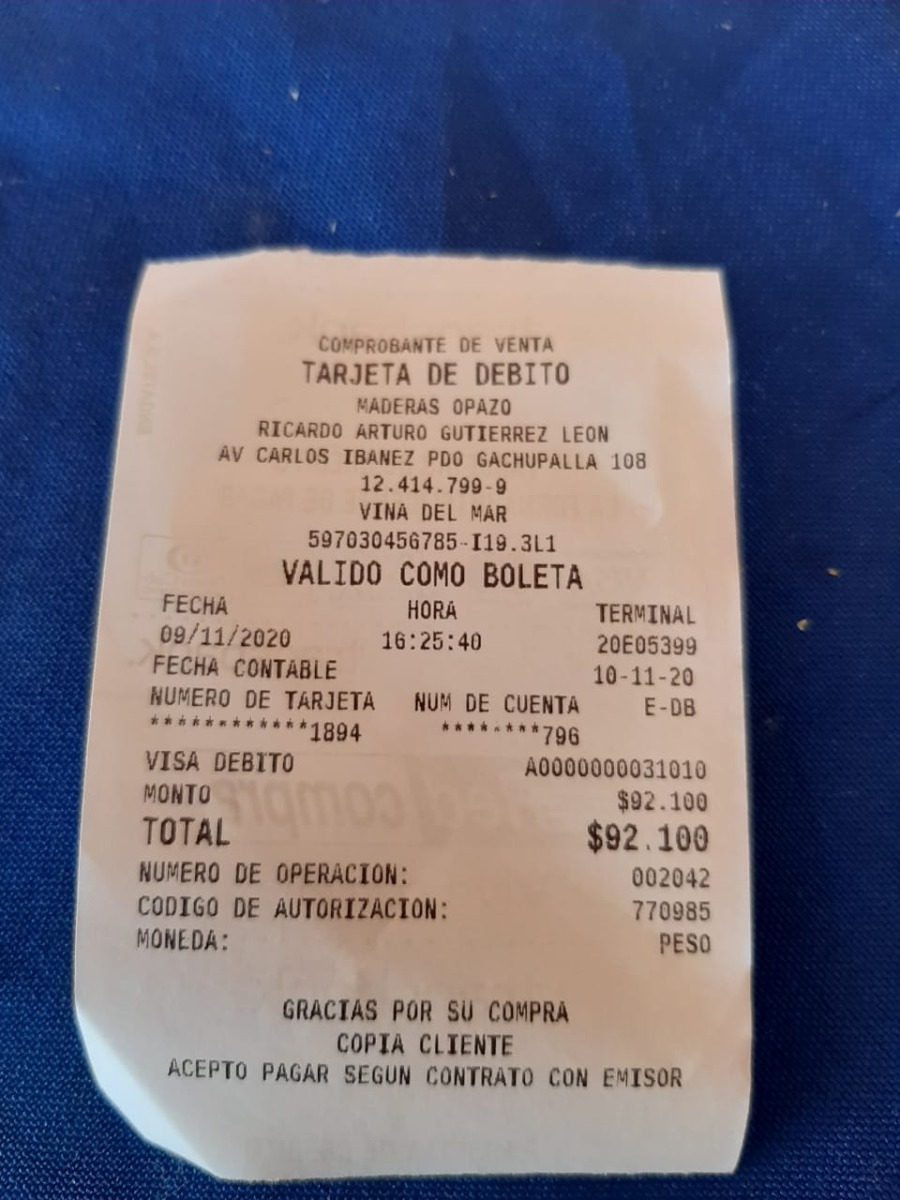 COMPROBANTE DE VENTA
TARJETA DE DEBITO
MADERAS OPAZO
RICARDO ARTURO GUTIERREZ LEON
AV CARLOS IBANEZ PDO GACHUPALLA 108
12.414.799-9
VINA DEL MAR
597030456785-I19.3L1
VALIDO COMO BOLETA
FECHA HORA TERMINAL
09/11/2020 16:25:40 20E05399
FECHA CONTABLE 10-11-20
NUMERO DE TARJETA NUM DE CUENTA E-DB
************1894 ********796
VISA DEBITO A0000000031010
MONTO $92.100
TOTAL $92.100
NUMERO DE OPERACION: 002042
CODIGO DE AUTORIZACION: 770985
MONEDA: PESO
GRACIAS POR SU COMPRA
COPIA CLIENTE
ACEPTO PAGAR SEGUN CONTRATO CON EMISOR